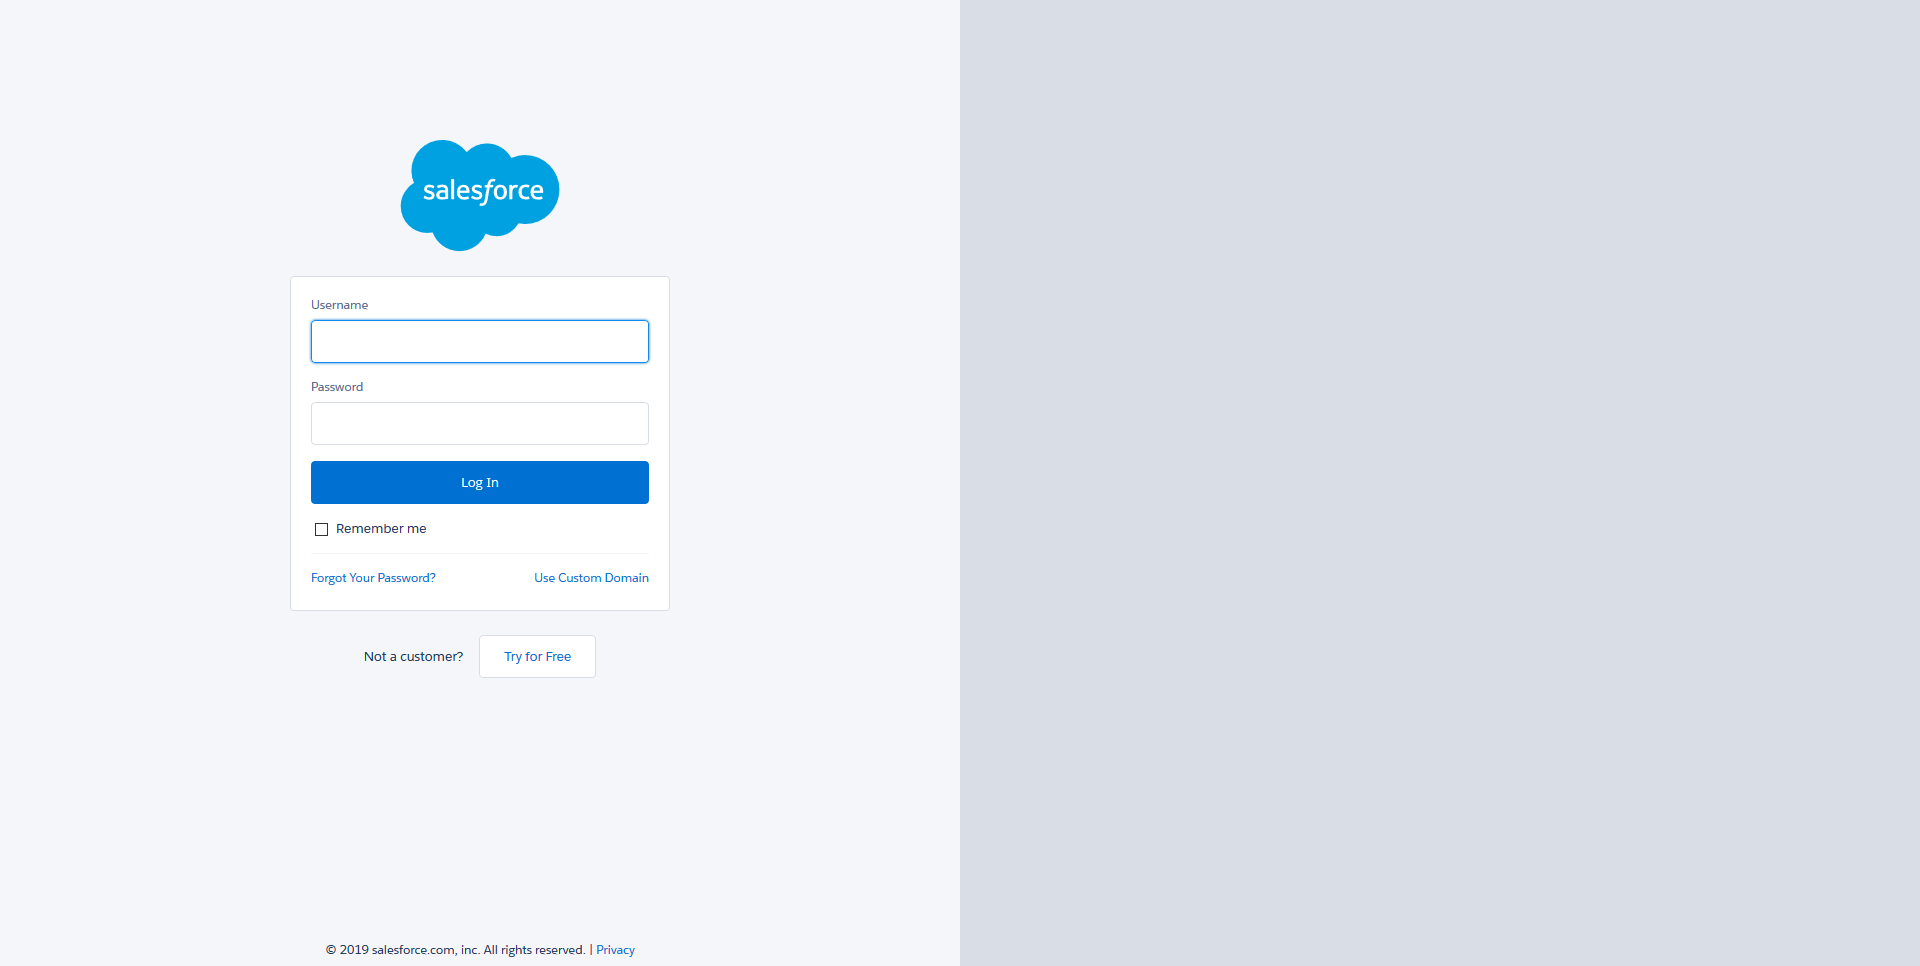 salesforce
Username
Password
Log In
Remember me
Forgot Your Password? Use Custom Domain
Not a customer? Try for Free
© 2019 salesforce.com, inc. All rights reserved. | Privacy